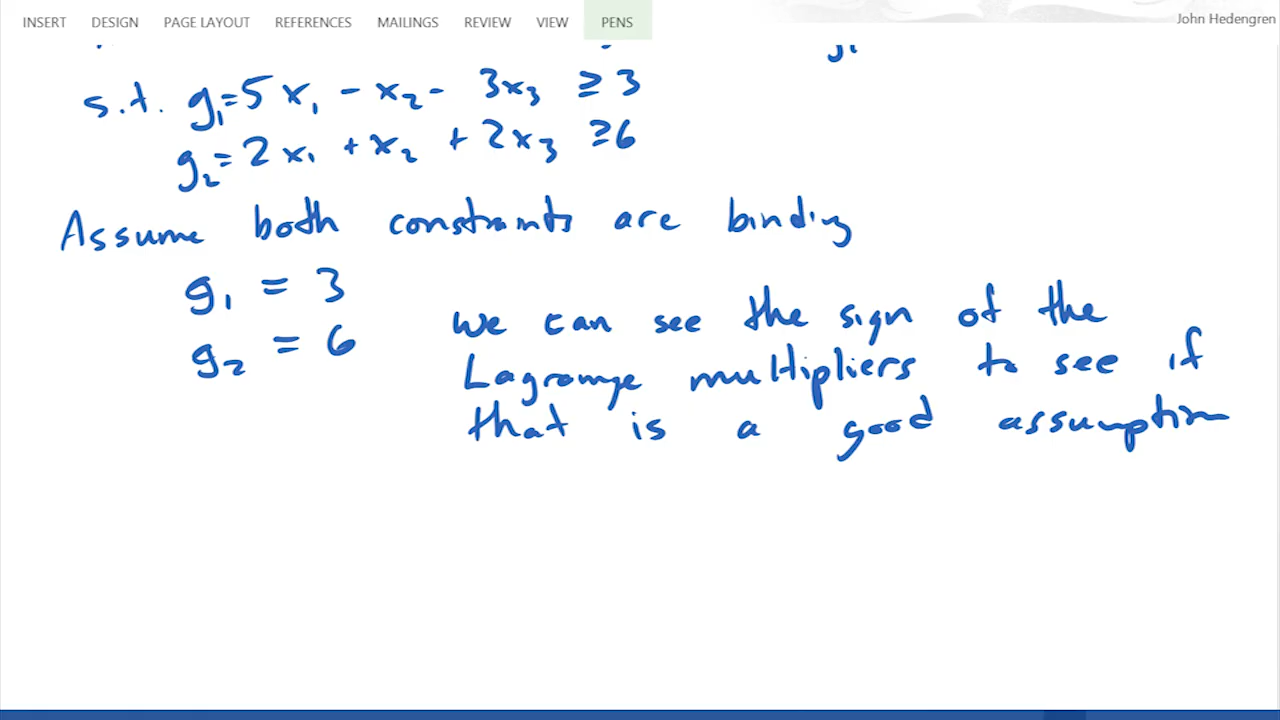 INSERT DESIGN PAGE LAYOUT REFERENCES MAILINGS REVIEW VIEW PENS John Hedengren
s.t. g₁=5x₁ - x₂ - 3x₃ ≥ 3
g₂=2x₁ + x₂ + 2x₃ ≥6
Assume both constraints are binding
g₁ = 3
g₂ = 6
we can see the sign of the
Lagrange multipliers to see if
that is a good assumption